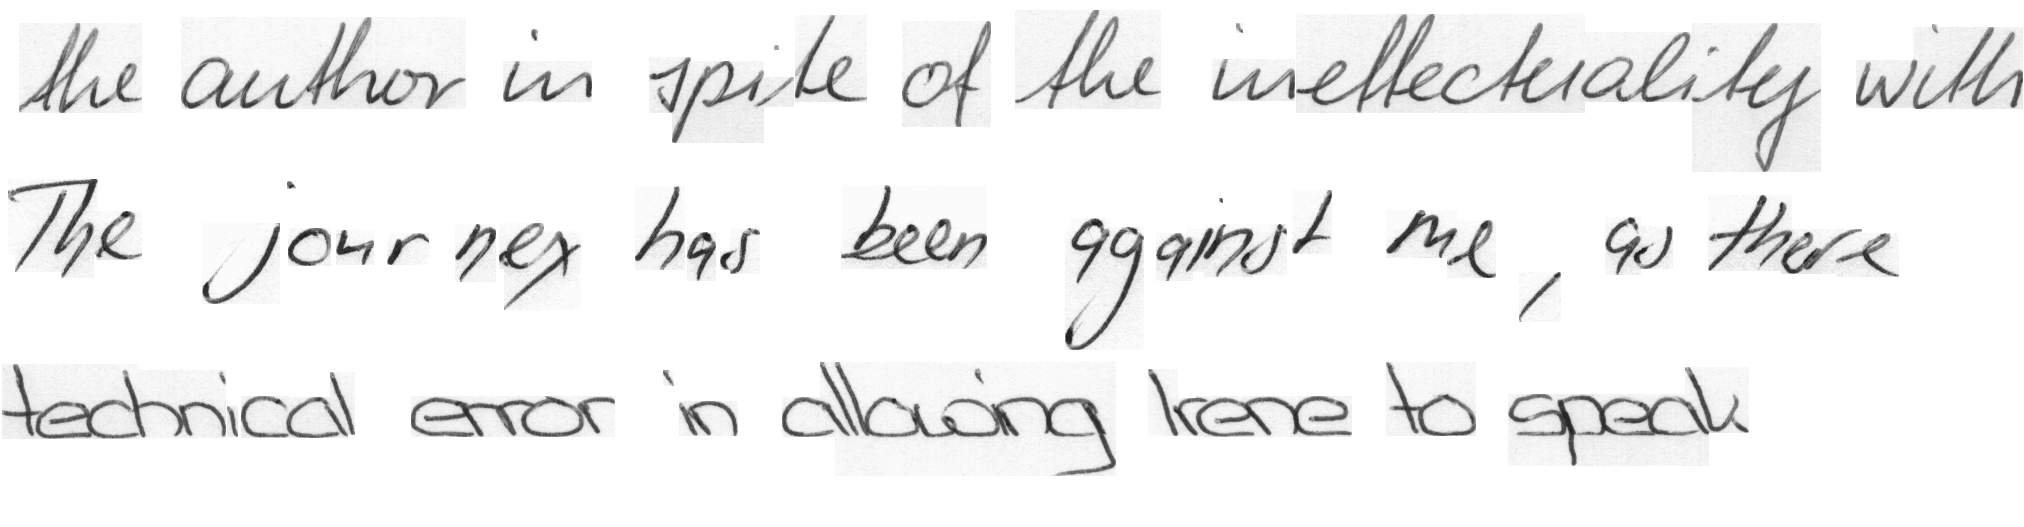 the author in spite of the ineffectuality with
The journey has been against me, as there
technical error in allowing Irene to speak